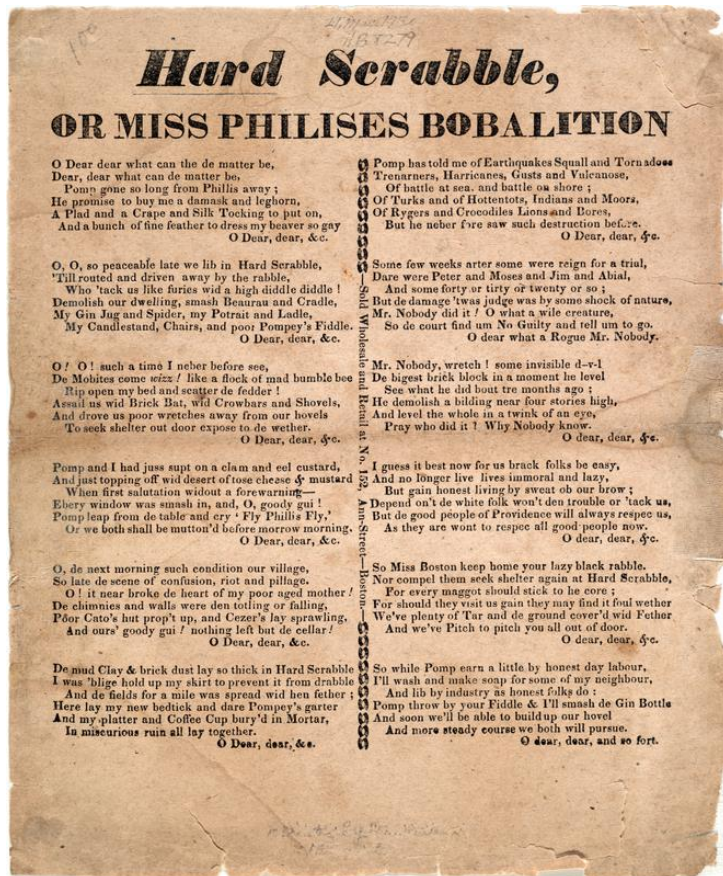 Hard Scrabble,
OR MISS PHILISES BOBALITION
O Dear dear what can the de matter be,
Dear, dear what can de matter be,
Pomp gone so long from Phillis away ;
He promise to buy me a damask and leghorn,
A Plad and a Crape and Silk Tocking to put on,
And a bunch of fine feather to dress my beaver so gay
O Dear, dear, &c.
O, O, so peaceable late we lib in Hard Scrabble,
'Till routed and driven away by the rabble,
Who 'tack us like furies wid a high diddle diddle !
Demolish our dwelling, smash Beaurau and Cradle,
My Gin Jug and Spider, my Potrait and Ladle,
My Candlestand, Chairs, and poor Pompey's Fiddle.
O Dear, dear, &c.
O! O! such a time I neber before see,
De Mobites come wizz! like a flock of mad bumble bee
Rip open my bed and scatter de fedder !
Assail us wid Brick Bat, wid Crowbars and Shovels,
And drove us poor wretches away from our hovels
To seek shelter out door expose to de wether.
O Dear, dear, &c.
Pomp and I had juss supt on a clam and eel custard,
And just topping off wid desert of tose cheese & mustard
When first salutation widout a forewarning—
Ebery window was smash in, and, O, goody gui !
Pomp leap from de table and cry ' Fly Phillis Fly,'
Or we both shall be mutton'd before morrow morning.
O Dear, dear, &c.
O, de next morning such condition our village,
So late de scene of confusion, riot and pillage.
O ! it near broke de heart of my poor aged mother !
De chimnies and walls were den totling or falling,
Poor Cato's hut prop't up, and Cezer's lay sprawling,
And ours' goody gui ! nothing left but de cellar !
O Dear, dear, &c.
De mud Clay & brick dust lay so thick in Hard Scrabble
I was 'blige hold up my skirt to prevent it from drabble
And de fields for a mile was spread wid hen fether ;
Here lay my new bedtick and dare Pompey's garter
And my platter and Coffee Cup bury'd in Mortar,
In miscurious ruin all lay together.
O Dear, dear, &c.
—Sold Wholesale and Retail at No. 152, Ann-Street—Boston.—
Pomp has told me of Earthquakes Squall and Tornadoes
Trenarners, Harricanes, Gusts and Vulcanose,
Of battle at sea. and battle on shore ;
Of Turks and of Hottentots, Indians and Moors,
Of Rygers and Crocodiles Lions and Bores,
But he neber fore saw such destruction before.
O Dear, dear, &c.
Some few weeks arter some were reign for a trial,
Dare were Peter and Moses and Jim and Abial,
And some forty or tirty or twenty or so ;
But de damage 'twas judge was by some shock of nature,
Mr. Nobody did it ! O what a wile creature,
So de court find um No Guilty and tell um to go.
O dear what a Rogue Mr. Nobody.
Mr. Nobody, wretch ! some invisible d-v-l
De bigest brick block in a moment he level
See what he did bout tre months ago ;
He demolish a bilding near four stories high,
And level the whole in a twink of an eye,
Pray who did it ? Why Nobody know.
O dear, dear, &c.
I guess it best now for us brack folks be easy,
And no longer live lives immoral and lazy,
But gain honest living by sweat ob our brow ;
Depend on't de white folk won't den trouble or 'tack us,
But de good people of Providence will always respec us,
As they are wont to respec all good people now.
O dear, dear, &c.
So Miss Boston keep home your lazy black rabble.
Nor compel them seek shelter again at Hard Scrabble,
For every maggot should stick to he core ;
For should they visit us gain they may find it foul wether
We've plenty of Tar and de ground cover'd wid Fether
And we've Pitch to pitch you all out of door.
O dear, dear, &c.
So while Pomp earn a little by honest day labour,
I'll wash and make soap for some of my neighbour,
And lib by industry as honest folks do :
Pomp throw by your Fiddle & I'll smash de Gin Bottle
And soon we'll be able to build up our hovel
And more steady course we both will pursue.
O dear, dear, and so fort.